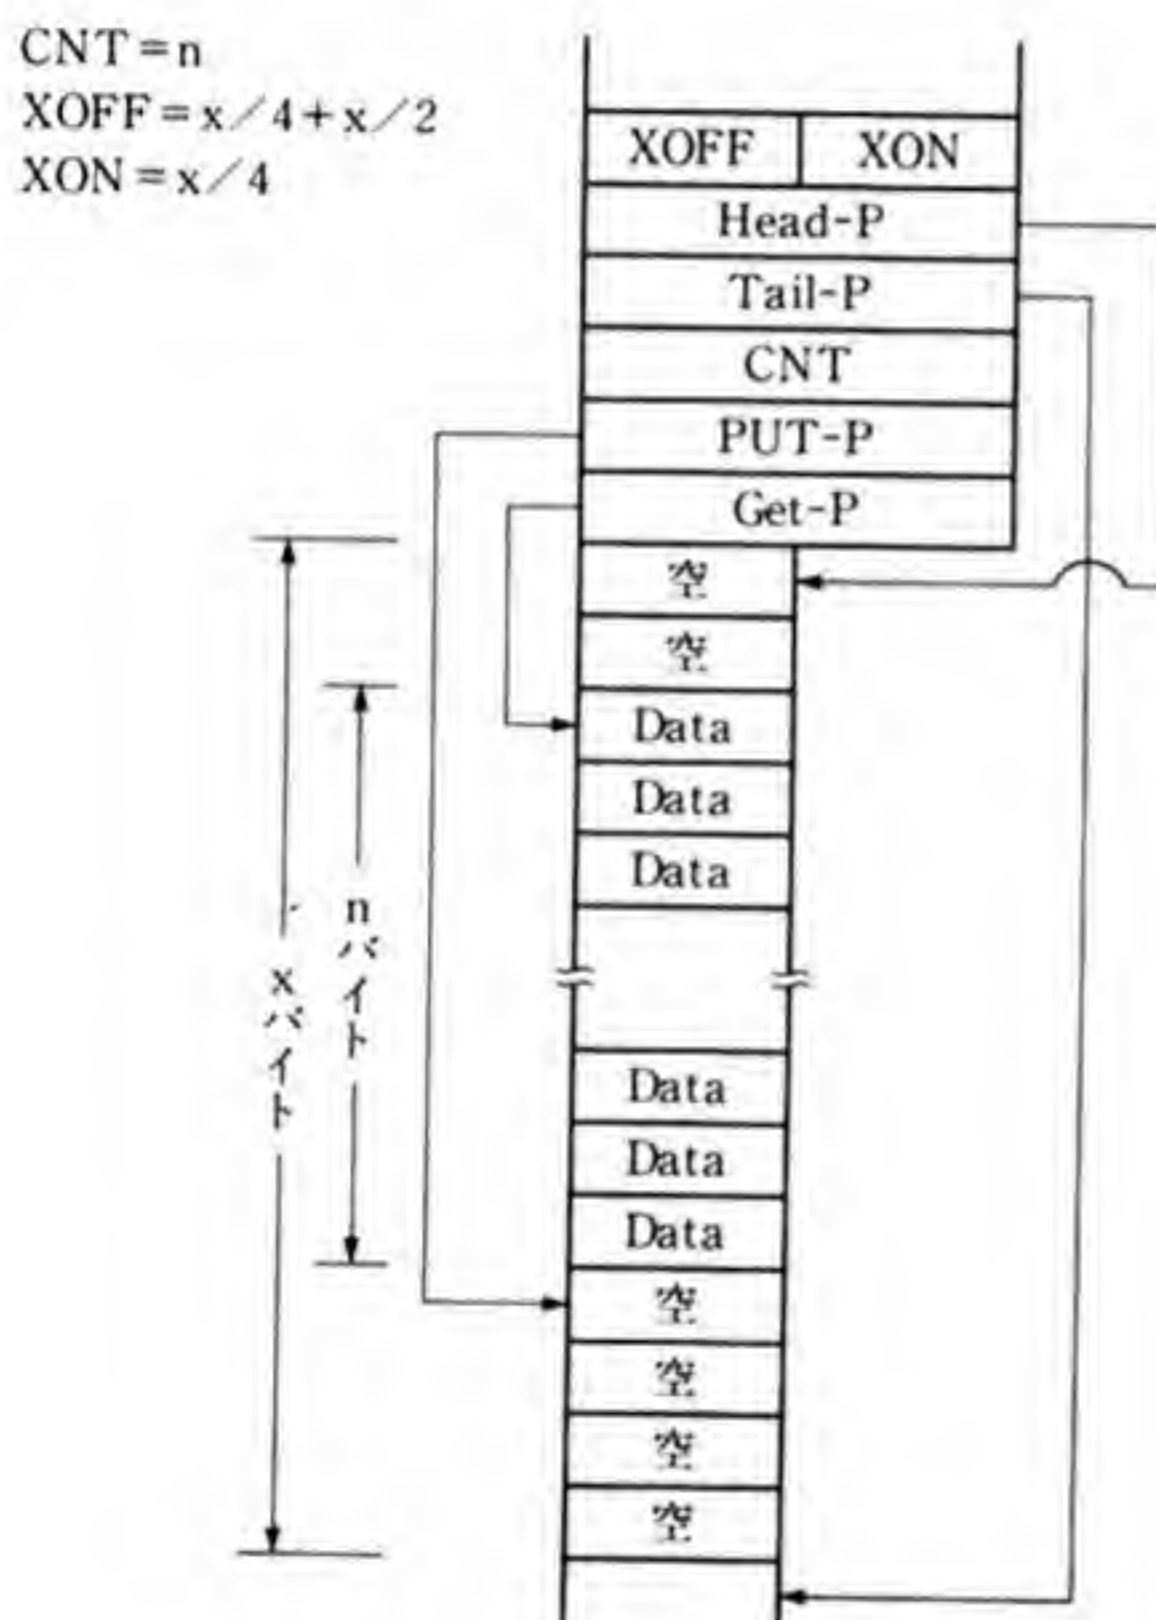 CNT=n
XOFF=x/4+x/2
XON=x/4
XOFF XON
Head-P
Tail-P
CNT
PUT-P
Get-P
空
空
Data
Data
Data
nバイト
xバイト
Data
Data
Data
空
空
空
空